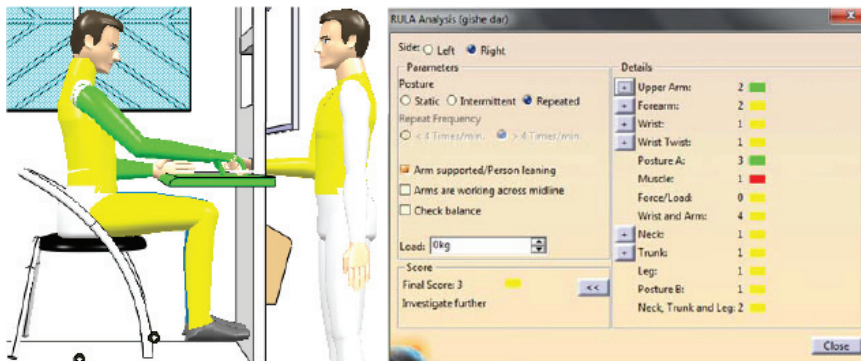 RULA Analysis (gishe dar)
Side: Left Right
Parameters
Posture
Static Intermittent Repeated
Repeat Frequency
< 4 Times/min. > 4 Times/min.
Arm supported/Person leaning
Arms are working across midline
Check balance
Load: 0kg
Score
Final Score: 3
Investigate further
<<
Details
+ Upper Arm: 2
+ Forearm: 2
+ Wrist: 1
+ Wrist Twist: 1
Posture A: 3
Muscle: 1
Force/Load: 0
Wrist and Arm: 4
+ Neck: 1
+ Trunk: 1
Leg: 1
Posture B: 1
Neck, Trunk and Leg: 2
Close